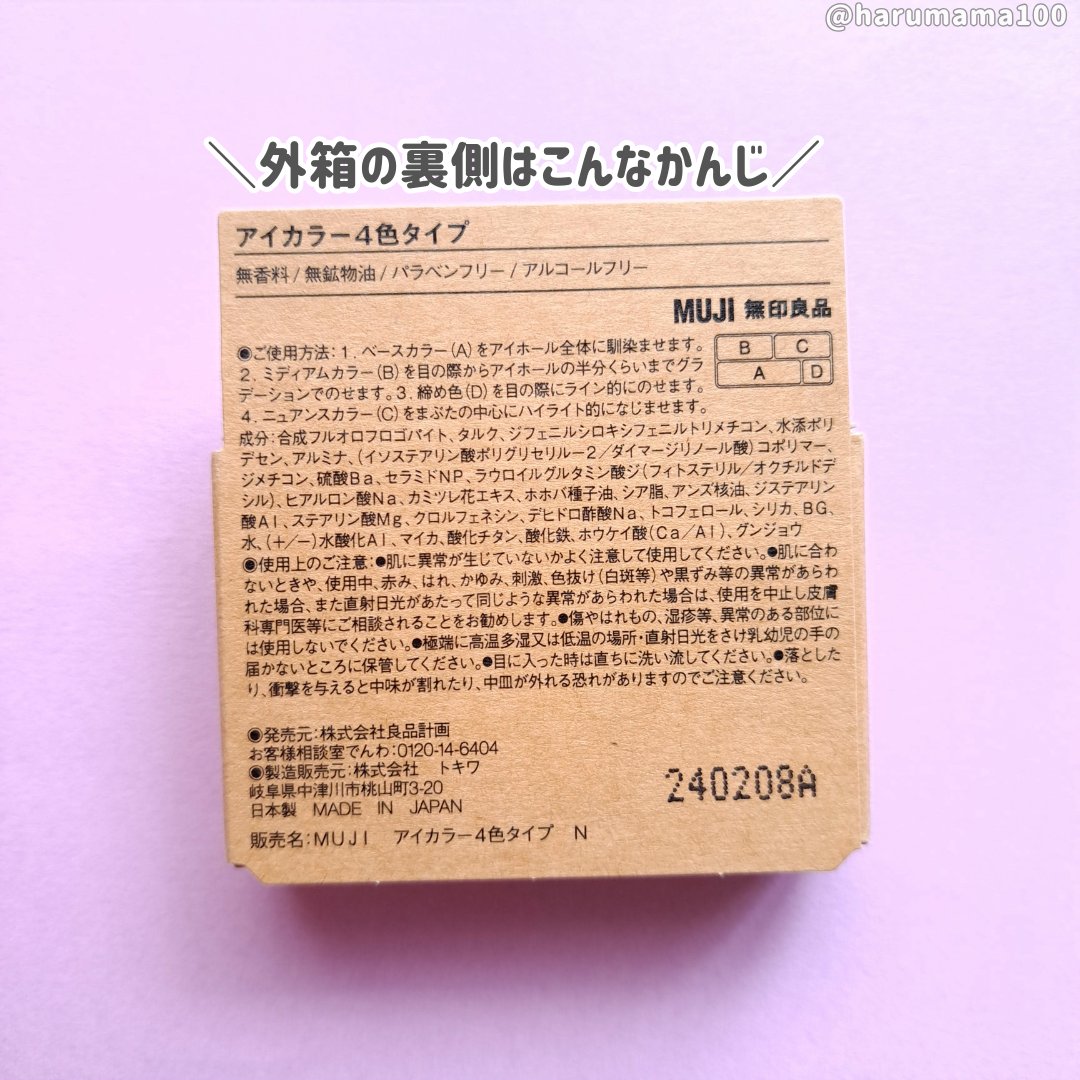 @harumama100
＼外箱の裏側はこんなかんじ／
アイカラー4色タイプ
無香料/無鉱物油/パラベンフリー/アルコールフリー
MUJI 無印良品
◉ご使用方法:1．ベースカラー(A)をアイホール全体に馴染ませます。
2．ミディアムカラー(B)を目の際からアイホールの半分くらいまでグラ
デーションでのせます。3．締め色(D)を目の際にライン的にのせます。
4．ニュアンスカラー(C)をまぶたの中心にハイライト的になじませます。
B C
A D
成分:合成フルオロフロゴパイト、タルク、ジフェニルシロキシフェニルトリメチコン、水添ポリ
デセン、アルミナ、(イソステアリン酸ポリグリセリル－2／ダイマージリノール酸)コポリマー、
ジメチコン、硫酸Ba、セラミドNP、ラウロイルグルタミン酸ジ(フィトステリル／オクチルドデ
シル)、ヒアルロン酸Na、カミツレ花エキス、ホホバ種子油、シア脂、アンズ核油、ジステアリン
酸Al、ステアリン酸Mg、クロルフェネシン、デヒドロ酢酸Na、トコフェロール、シリカ、BG、
水、(＋/－)水酸化Al、マイカ、酸化チタン、酸化鉄、ホウケイ酸(Ca／Al)、グンジョウ
◉使用上のご注意:●肌に異常が生じていないかよく注意して使用してください。●肌に合わ
ないときや、使用中、赤み、はれ、かゆみ、刺激、色抜け(白斑等)や黒ずみ等の異常があらわ
れた場合、また直射日光があたって同じような異常があらわれた場合は、使用を中止し皮膚
科専門医等にご相談されることをお勧めします。●傷やはれもの、湿疹等、異常のある部位に
は使用しないでください。●極端に高温多湿又は低温の場所・直射日光をさけ乳幼児の手の
届かないところに保管してください。●目に入った時は直ちに洗い流してください。●落とした
り、衝撃を与えると中味が割れたり、中皿が外れる恐れがありますのでご注意ください。
◉発売元:株式会社良品計画
お客様相談室でんわ:0120-14-6404
◉製造販売元:株式会社　トキワ
岐阜県中津川市桃山町3-20
日本製　MADE IN JAPAN
240208A
販売名:MUJI　アイカラー4色タイプ　N